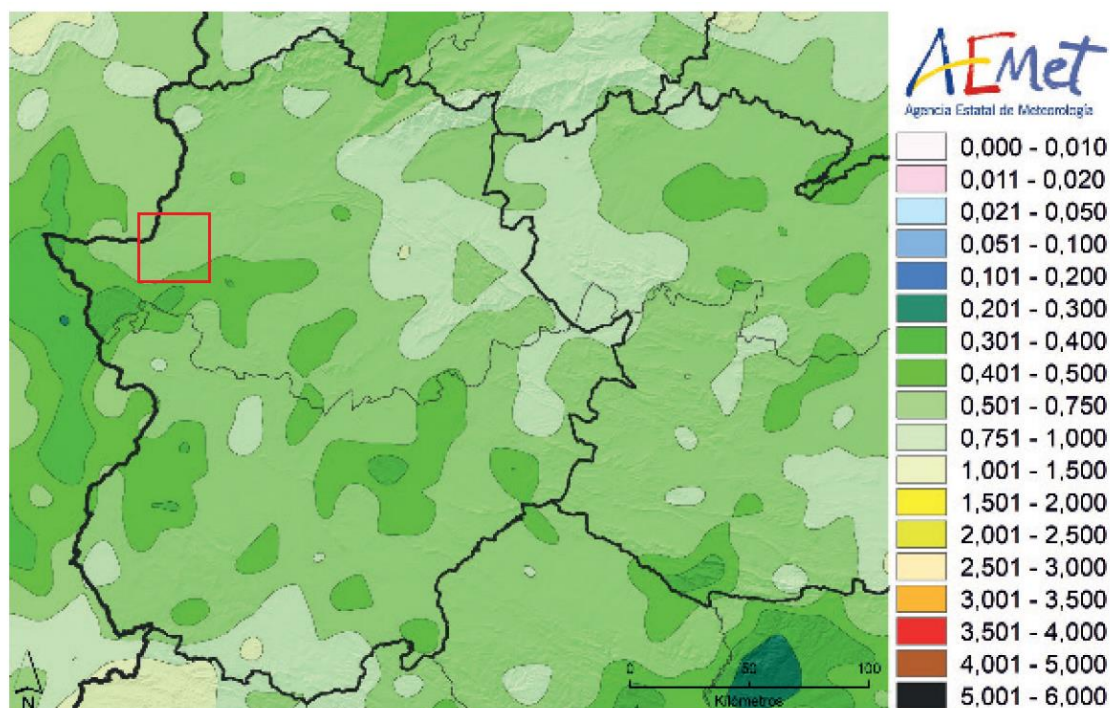 AEMet
Agencia Estatal de Meteorología
0,000 - 0,010
0,011 - 0,020
0,021 - 0,050
0,051 - 0,100
0,101 - 0,200
0,201 - 0,300
0,301 - 0,400
0,401 - 0,500
0,501 - 0,750
0,751 - 1,000
1,001 - 1,500
1,501 - 2,000
2,001 - 2,500
2,501 - 3,000
3,001 - 3,500
3,501 - 4,000
4,001 - 5,000
5,001 - 6,000
N
0 50 100
Kilómetros